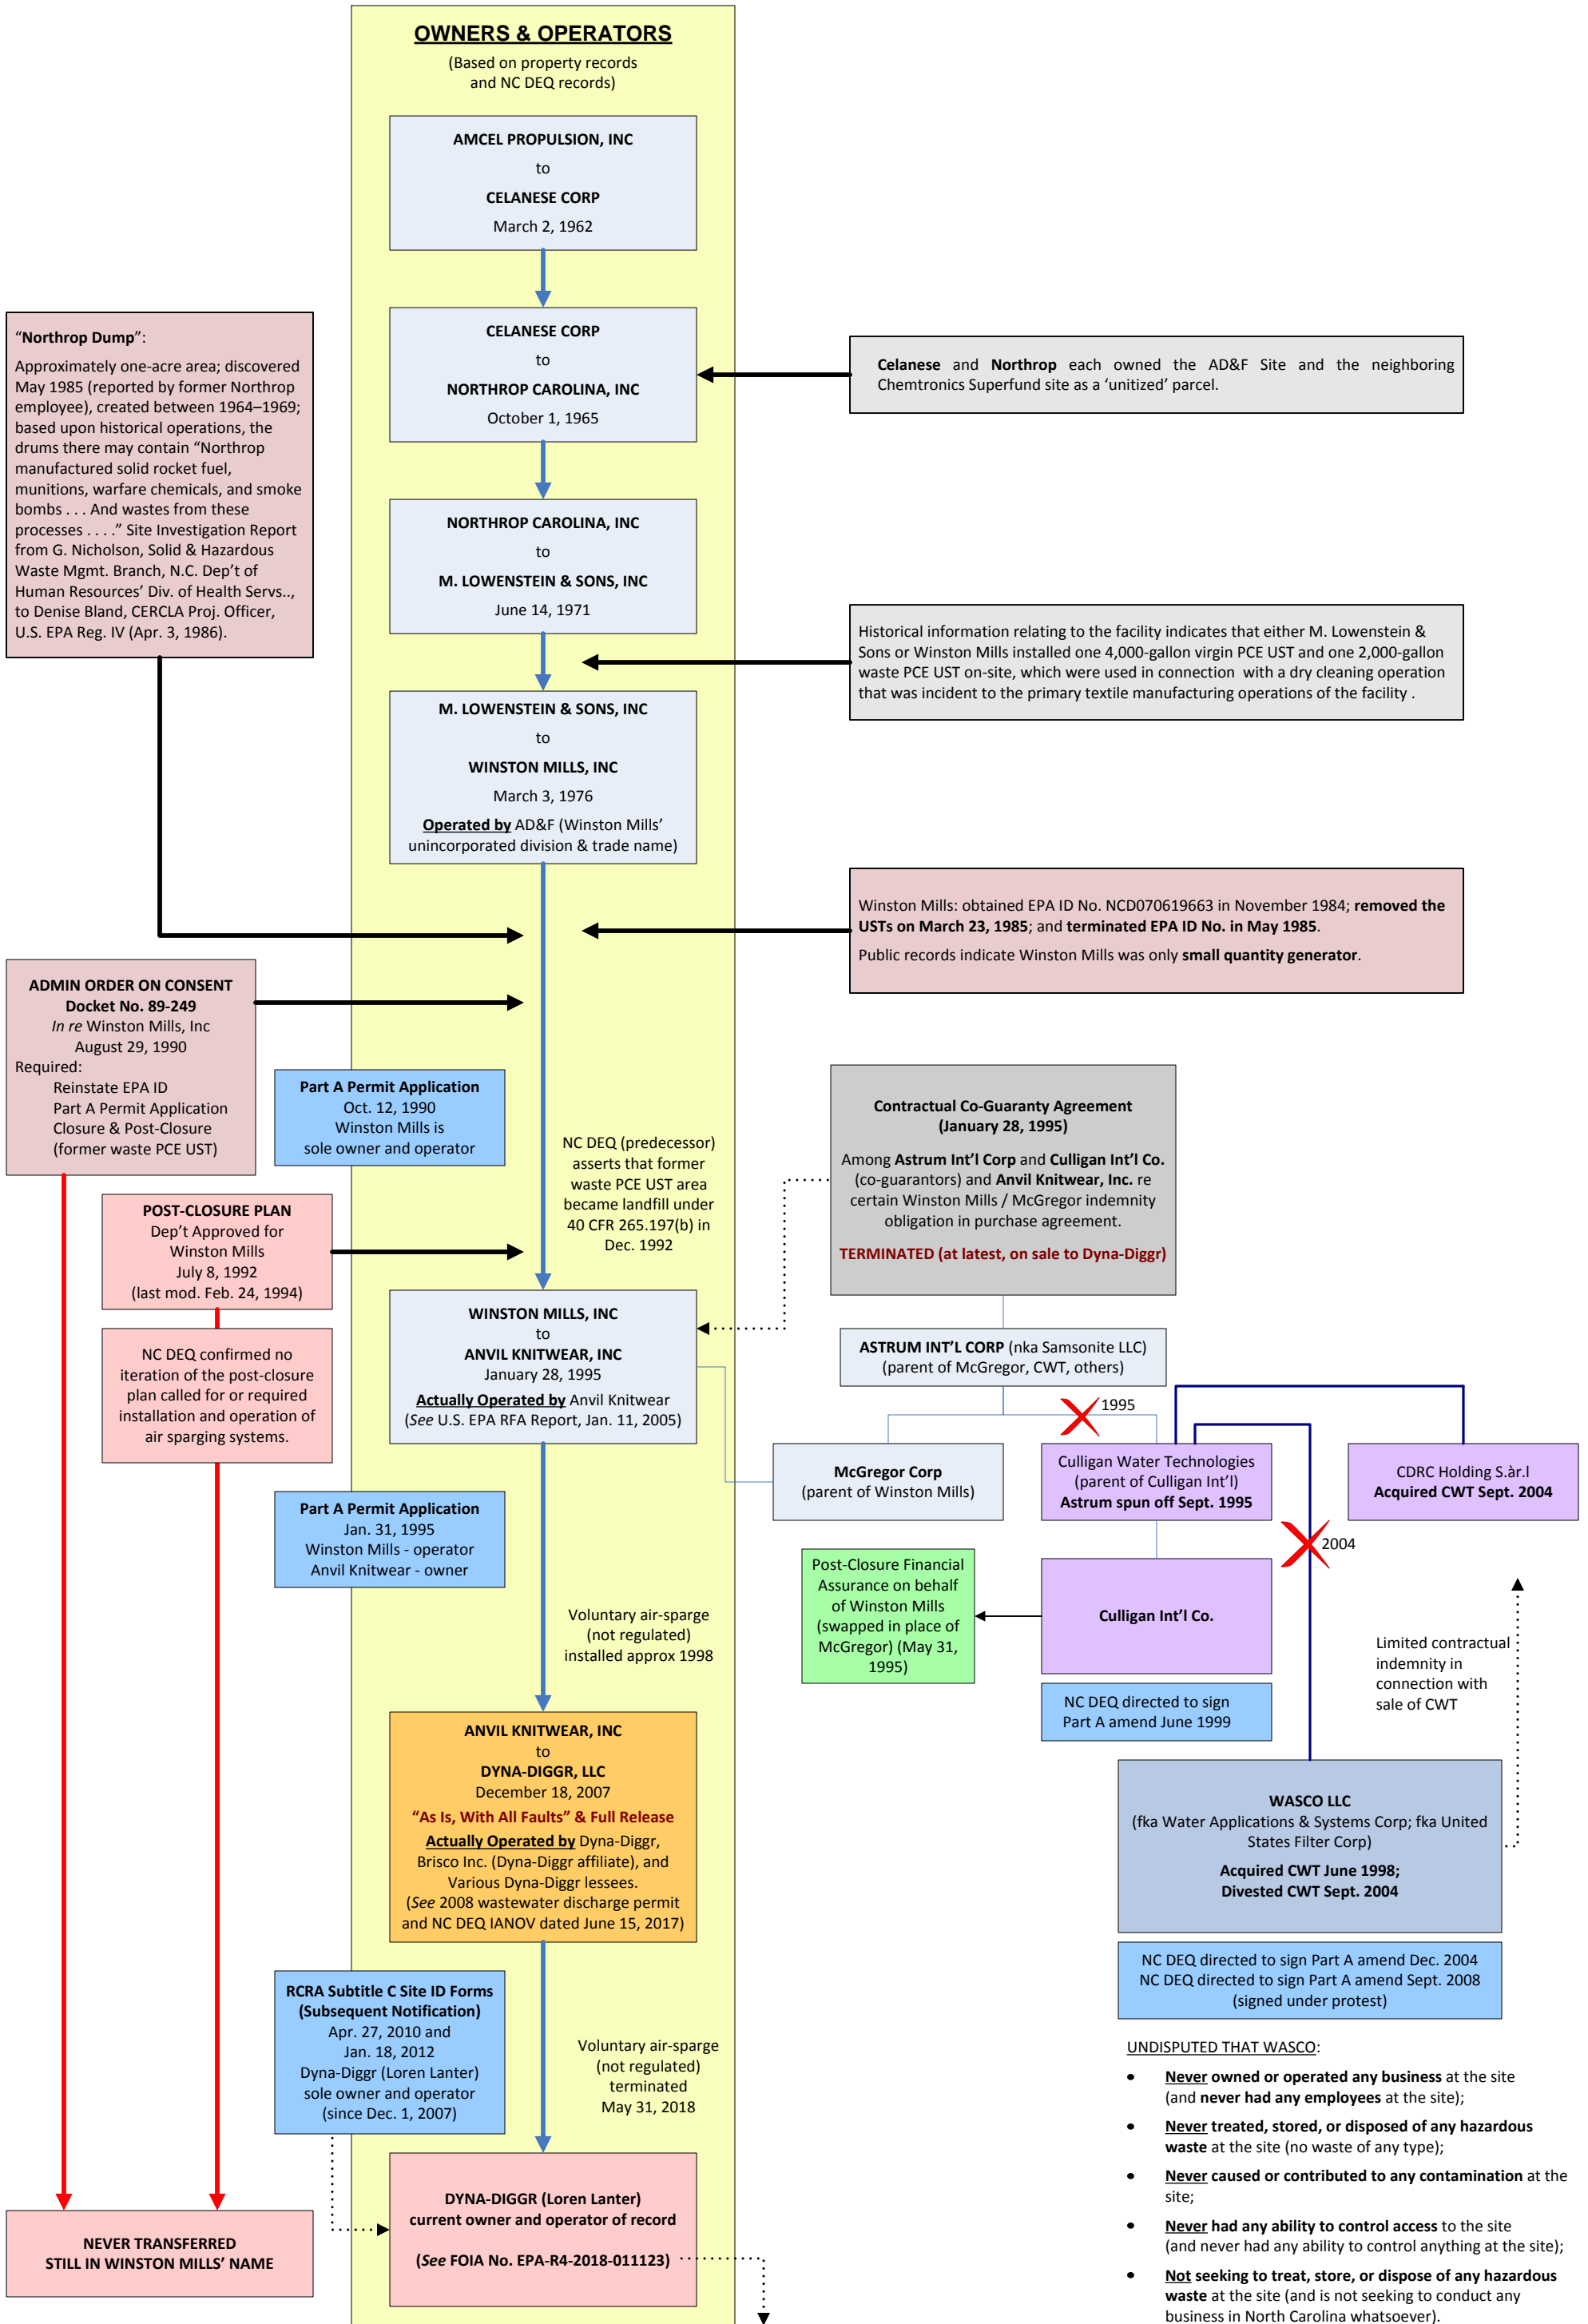 OWNERS & OPERATORS
(Based on property records
and NC DEQ records)
AMCEL PROPULSION, INC
to
CELANESE CORP
March 2, 1962
CELANESE CORP
to
NORTHROP CAROLINA, INC
October 1, 1965
Celanese and Northrop each owned the AD&F Site and the neighboring
Chemtronics Superfund site as a ‘unitized’ parcel.
“Northrop Dump”:
Approximately one-acre area; discovered
May 1985 (reported by former Northrop
employee), created between 1964–1969;
based upon historical operations, the
drums there may contain “Northrop
manufactured solid rocket fuel,
munitions, warfare chemicals, and smoke
bombs . . . And wastes from these
processes . . . .” Site Investigation Report
from G. Nicholson, Solid & Hazardous
Waste Mgmt. Branch, N.C. Dep’t of
Human Resources’ Div. of Health Servs..,
to Denise Bland, CERCLA Proj. Officer,
U.S. EPA Reg. IV (Apr. 3, 1986).
NORTHROP CAROLINA, INC
to
M. LOWENSTEIN & SONS, INC
June 14, 1971
Historical information relating to the facility indicates that either M. Lowenstein &
Sons or Winston Mills installed one 4,000-gallon virgin PCE UST and one 2,000-gallon
waste PCE UST on-site, which were used in connection with a dry cleaning operation
that was incident to the primary textile manufacturing operations of the facility .
M. LOWENSTEIN & SONS, INC
to
WINSTON MILLS, INC
March 3, 1976
Operated by AD&F (Winston Mills’
unincorporated division & trade name)
Winston Mills: obtained EPA ID No. NCD070619663 in November 1984; removed the
USTs on March 23, 1985; and terminated EPA ID No. in May 1985.
Public records indicate Winston Mills was only small quantity generator.
ADMIN ORDER ON CONSENT
Docket No. 89-249
In re Winston Mills, Inc
August 29, 1990
Required:
Reinstate EPA ID
Part A Permit Application
Closure & Post-Closure
(former waste PCE UST)
Part A Permit Application
Oct. 12, 1990
Winston Mills is
sole owner and operator
NC DEQ (predecessor)
asserts that former
waste PCE UST area
became landfill under
40 CFR 265.197(b) in
Dec. 1992
Contractual Co-Guaranty Agreement
(January 28, 1995)
Among Astrum Int’l Corp and Culligan Int’l Co.
(co-guarantors) and Anvil Knitwear, Inc. re
certain Winston Mills / McGregor indemnity
obligation in purchase agreement.
TERMINATED (at latest, on sale to Dyna-Diggr)
POST-CLOSURE PLAN
Dep’t Approved for
Winston Mills
July 8, 1992
(last mod. Feb. 24, 1994)
NC DEQ confirmed no
iteration of the post-closure
plan called for or required
installation and operation of
air sparging systems.
WINSTON MILLS, INC
to
ANVIL KNITWEAR, INC
January 28, 1995
Actually Operated by Anvil Knitwear
(See U.S. EPA RFA Report, Jan. 11, 2005)
ASTRUM INT’L CORP (nka Samsonite LLC)
(parent of McGregor, CWT, others)
1995
McGregor Corp
(parent of Winston Mills)
Culligan Water Technologies
(parent of Culligan Int’l)
Astrum spun off Sept. 1995
CDRC Holding S.àr.l
Acquired CWT Sept. 2004
2004
Part A Permit Application
Jan. 31, 1995
Winston Mills - operator
Anvil Knitwear - owner
Post-Closure Financial
Assurance on behalf
of Winston Mills
(swapped in place of
McGregor) (May 31,
1995)
Culligan Int’l Co.
NC DEQ directed to sign
Part A amend June 1999
Limited contractual
indemnity in
connection with
sale of CWT
Voluntary air-sparge
(not regulated)
installed approx 1998
ANVIL KNITWEAR, INC
to
DYNA-DIGGR, LLC
December 18, 2007
“As Is, With All Faults” & Full Release
Actually Operated by Dyna-Diggr,
Brisco Inc. (Dyna-Diggr affiliate), and
Various Dyna-Diggr lessees.
(See 2008 wastewater discharge permit
and NC DEQ IANOV dated June 15, 2017)
WASCO LLC
(fka Water Applications & Systems Corp; fka United
States Filter Corp)
Acquired CWT June 1998;
Divested CWT Sept. 2004
NC DEQ directed to sign Part A amend Dec. 2004
NC DEQ directed to sign Part A amend Sept. 2008
(signed under protest)
RCRA Subtitle C Site ID Forms
(Subsequent Notification)
Apr. 27, 2010 and
Jan. 18, 2012
Dyna-Diggr (Loren Lanter)
sole owner and operator
(since Dec. 1, 2007)
Voluntary air-sparge
(not regulated)
terminated
May 31, 2018
UNDISPUTED THAT WASCO:
• Never owned or operated any business at the site
(and never had any employees at the site);
• Never treated, stored, or disposed of any hazardous
waste at the site (no waste of any type);
• Never caused or contributed to any contamination at the
site;
• Never had any ability to control access to the site
(and never had any ability to control anything at the site);
• Not seeking to treat, store, or dispose of any hazardous
waste at the site (and is not seeking to conduct any
business in North Carolina whatsoever).
NEVER TRANSFERRED
STILL IN WINSTON MILLS’ NAME
DYNA-DIGGR (Loren Lanter)
current owner and operator of record
(See FOIA No. EPA-R4-2018-011123)